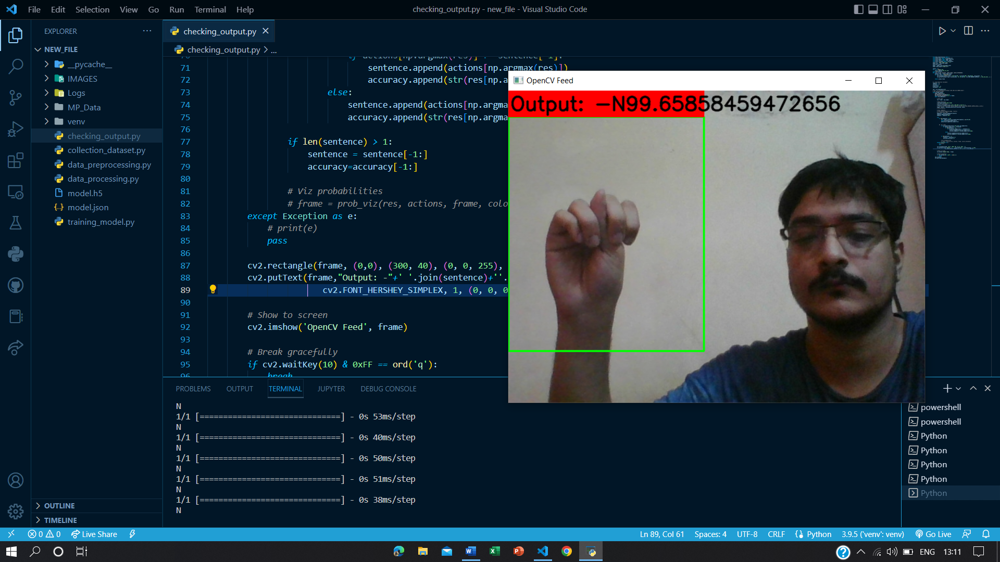 File Edit Selection View Go Run Terminal Help
checking_output.py - new_file - Visual Studio Code
EXPLORER
NEW_FILE
__pycache__
IMAGES
Logs
MP_Data
venv
checking_output.py
collection_dataset.py
data_preprocessing.py
data_processing.py
model.h5
model.json
training_model.py
OUTLINE
TIMELINE
checking_output.py
checking_output.py > ...
71 sentence.append(actions[np.argmax(res)])
72 accuracy.append(str(res[np.a
73 else:
74 sentence.append(actions[np.argma
75 accuracy.append(str(res[np.argma
76
77 if len(sentence) > 1:
78 sentence = sentence[-1:]
79 accuracy=accuracy[-1:]
80
81 # Viz probabilities
82 # frame = prob_viz(res, actions, frame, colo
83 except Exception as e:
84 # print(e)
85 pass
86
87 cv2.rectangle(frame, (0,0), (300, 40), (0, 0, 255),
88 cv2.putText(frame,"Output: -"+' '.join(sentence)+''.
89 cv2.FONT_HERSHEY_SIMPLEX, 1, (0, 0, 0
90
91 # Show to screen
92 cv2.imshow('OpenCV Feed', frame)
93
94 # Break gracefully
95 if cv2.waitKey(10) & 0xFF == ord('q'):
96 break
OpenCV Feed
Output: -N99.65858459472656
PROBLEMS OUTPUT TERMINAL JUPYTER DEBUG CONSOLE
N
1/1 [==============================] - 0s 53ms/step
N
1/1 [==============================] - 0s 40ms/step
N
1/1 [==============================] - 0s 50ms/step
N
1/1 [==============================] - 0s 51ms/step
N
1/1 [==============================] - 0s 38ms/step
N
powershell
powershell
Python
Python
Python
Python
Python
0 0 Live Share
Ln 89, Col 61 Spaces: 4 UTF-8 CRLF Python 3.9.5 ('venv': venv) Go Live
ENG 13:11